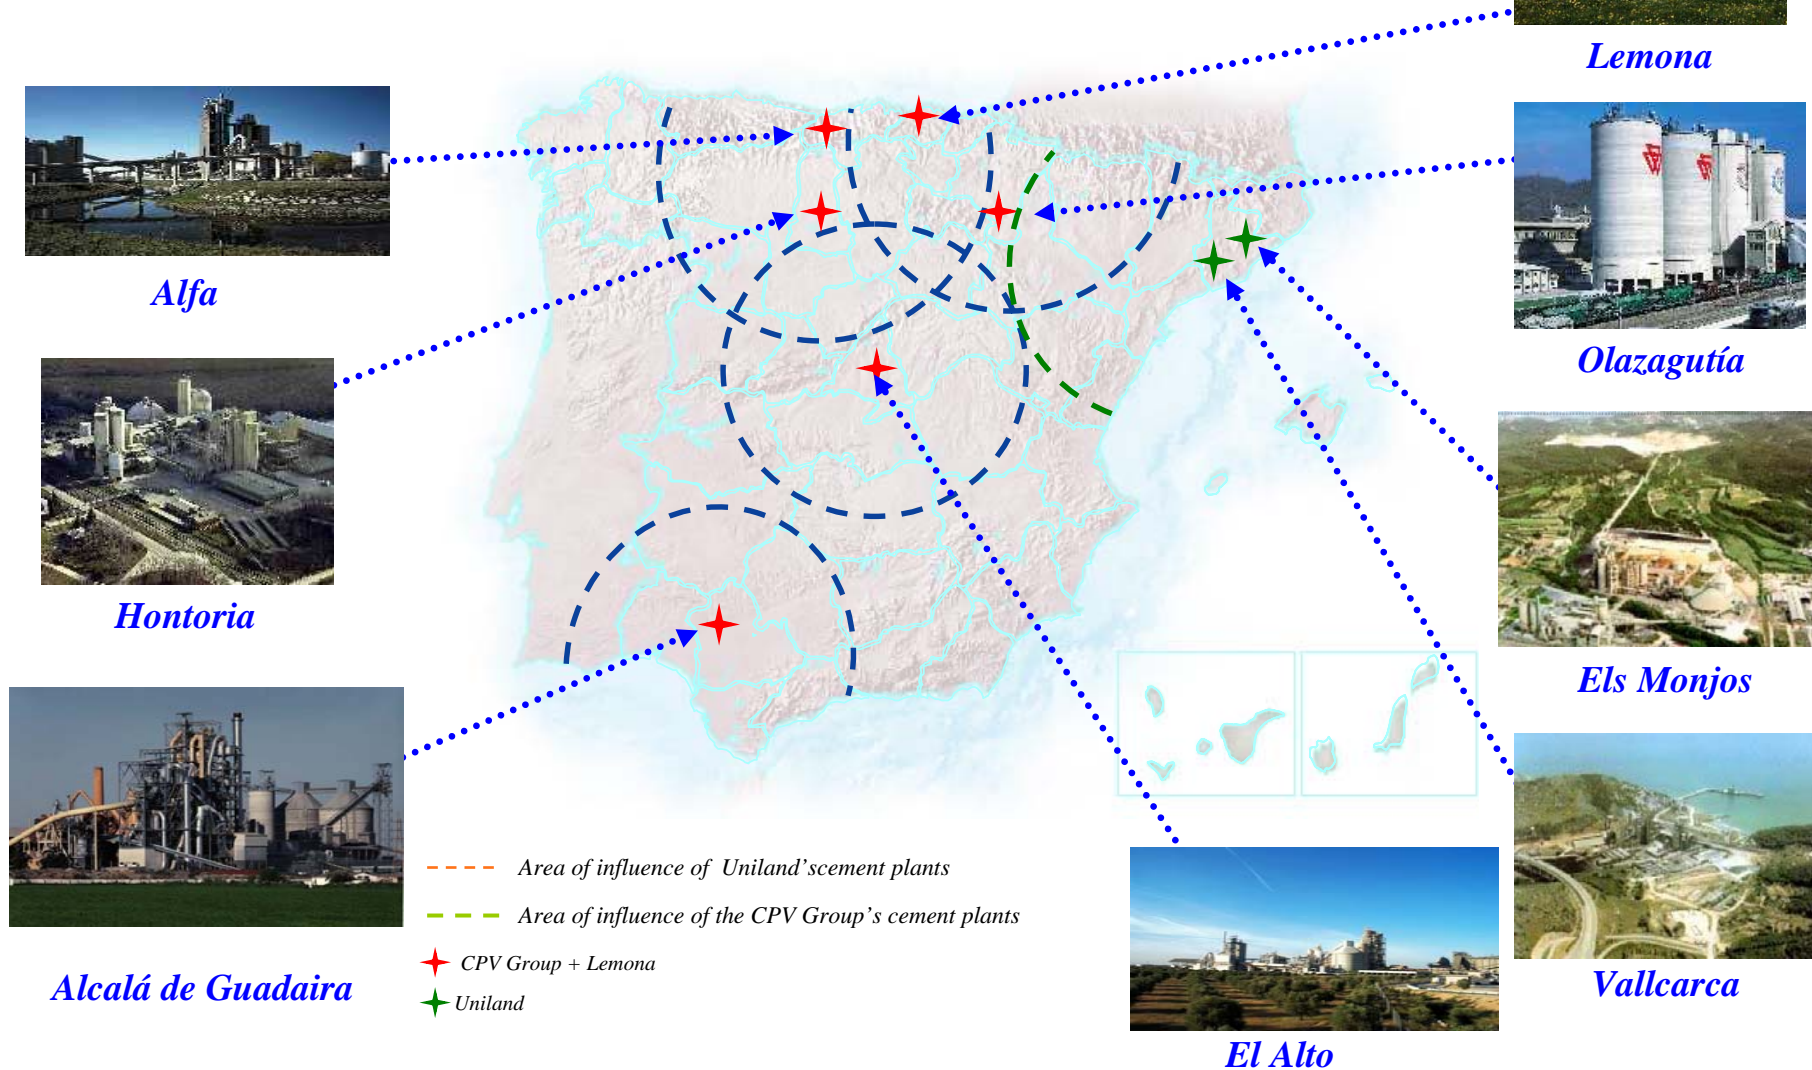 Lemona
Alfa
Olazagutía
Hontoria
Els Monjos
Area of influence of Uniland'scement plants
Area of influence of the CPV Group's cement plants
CPV Group + Lemona
Uniland
Alcalá de Guadaira
Vallcarca
El Alto